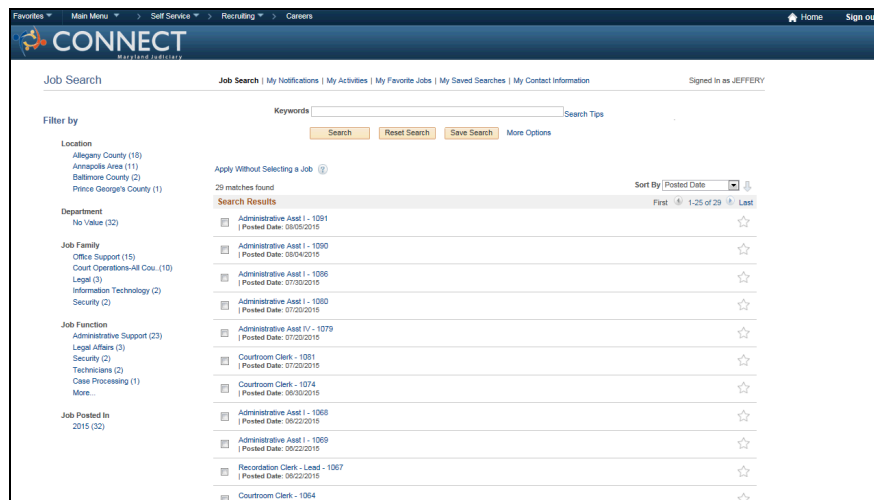 Favorites Main Menu > Self Service > Recruiting > Careers Home Sign ou
CONNECT
Maryland Judiciary
Job Search Job Search | My Notifications | My Activities | My Favorite Jobs | My Saved Searches | My Contact Information Signed In as JEFFERY
Keywords Search Tips
Search Reset Search Save Search More Options
Filter by
Location
Allegany County (18)
Annapolis Area (11)
Baltimore County (2)
Prince George's County (1)
Department
No Value (32)
Job Family
Office Support (15)
Court Operations-All Cou..(10)
Legal (3)
Information Technology (2)
Security (2)
Job Function
Administrative Support (23)
Legal Affairs (3)
Security (2)
Technicians (2)
Case Processing (1)
More...
Job Posted In
2015 (32)
Apply Without Selecting a Job ?
29 matches found Sort By Posted Date
Search Results First 1-25 of 29 Last
Administrative Asst I - 1091
| Posted Date: 08/05/2015
Administrative Asst I - 1090
| Posted Date: 08/04/2015
Administrative Asst I - 1086
| Posted Date: 07/30/2015
Administrative Asst I - 1080
| Posted Date: 07/20/2015
Administrative Asst IV - 1079
| Posted Date: 07/20/2015
Courtroom Clerk - 1081
| Posted Date: 07/20/2015
Courtroom Clerk - 1074
| Posted Date: 06/30/2015
Administrative Asst I - 1068
| Posted Date: 06/22/2015
Administrative Asst I - 1069
| Posted Date: 06/22/2015
Recordation Clerk - Lead - 1067
| Posted Date: 06/22/2015
Courtroom Clerk - 1064